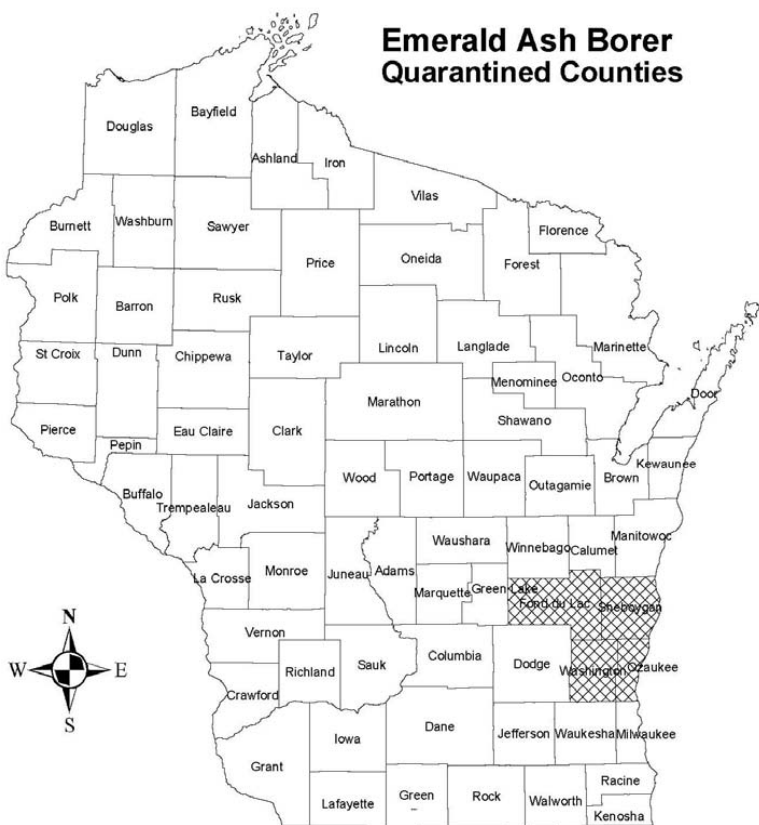 Emerald Ash Borer
Quarantined Counties
Bayfield
Douglas
Ashland
Iron
Vilas
Burnett
Washburn
Sawyer
Florence
Price
Oneida
Forest
Polk
Barron
Rusk
St Croix
Dunn
Chippewa
Taylor
Lincoln
Langlade
Marinette
Menominee
Oconto
Door
Marathon
Shawano
Pierce
Eau Claire
Clark
Pepin
Kewaunee
Wood
Portage
Waupaca
Outagamie
Brown
Buffalo
Trempealeau
Jackson
Waushara
Winnebago
Calumet
Manitowoc
La Crosse
Monroe
Juneau
Adams
Marquette
Green Lake
Fond du Lac
Sheboygan
N
W
E
S
Vernon
Richland
Sauk
Columbia
Dodge
Washington
Ozaukee
Crawford
Iowa
Dane
Jefferson
Waukesha
Milwaukee
Grant
Lafayette
Green
Rock
Walworth
Racine
Kenosha